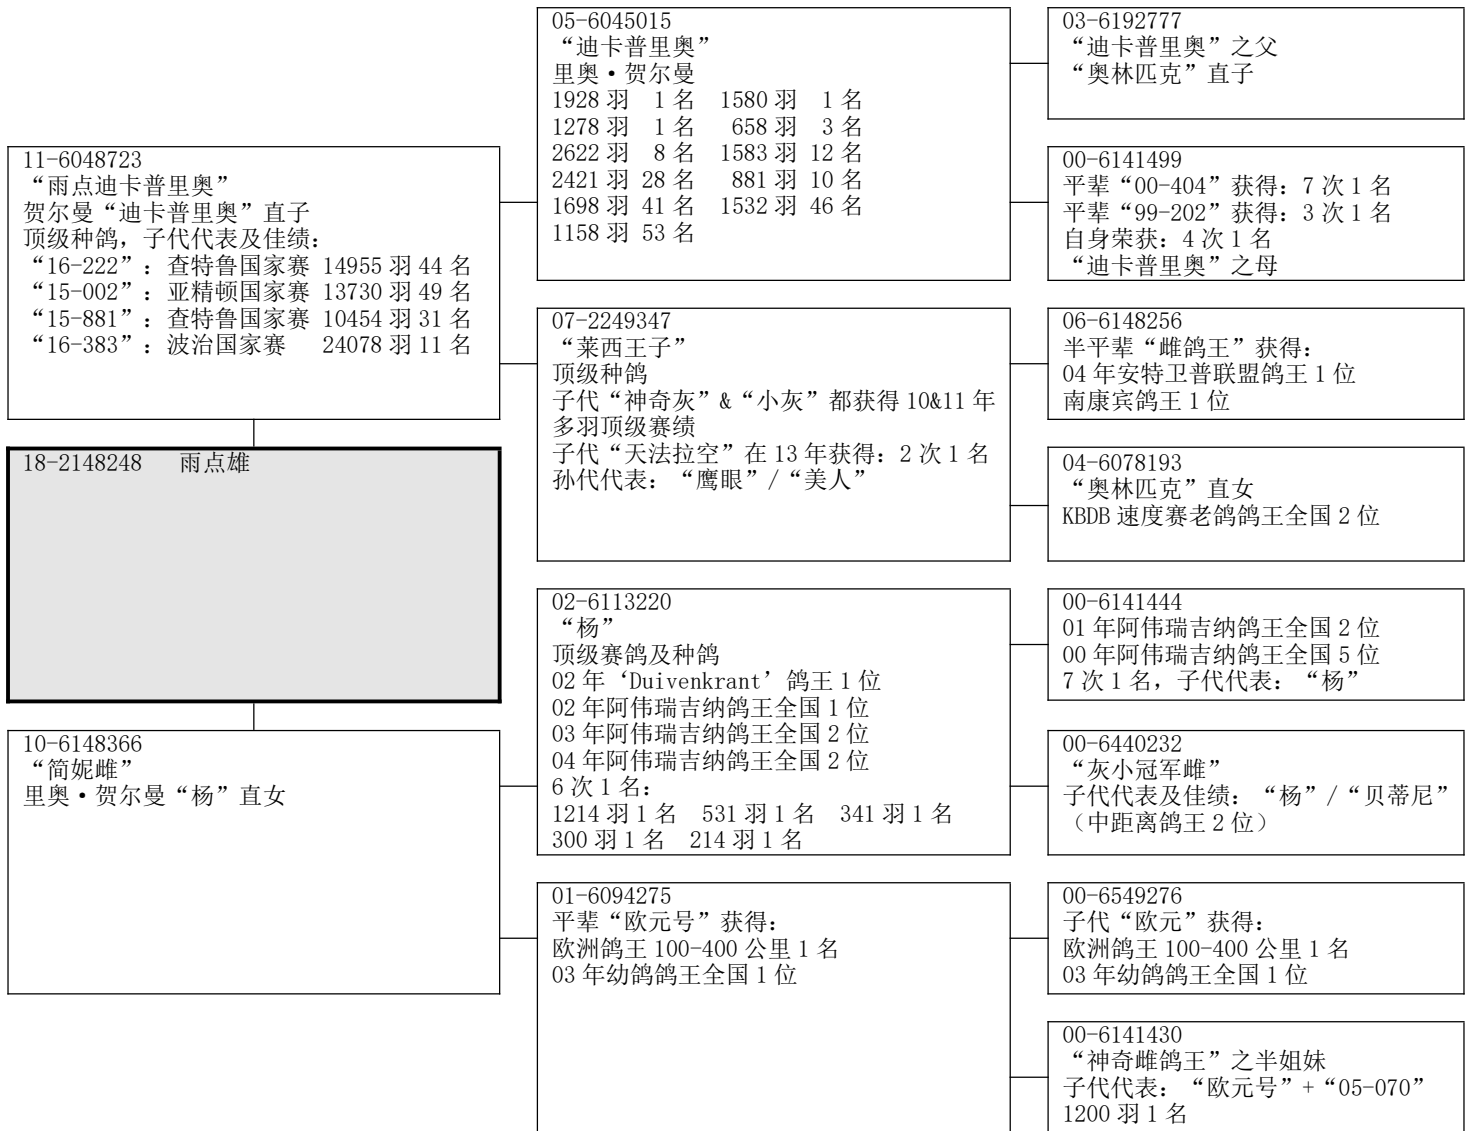 11-6048723
“雨点迪卡普里奥”
贺尔曼“迪卡普里奥”直子
顶级种鸽，子代代表及佳绩：
“16-222”：查特鲁国家赛 14955 羽 44 名
“15-002”：亚精顿国家赛 13730 羽 49 名
“15-881”：查特鲁国家赛 10454 羽 31 名
“16-383”：波治国家赛 24078 羽 11 名
18-2148248 雨点雄
10-6148366
“简妮雌”
里奥·贺尔曼“杨”直女
05-6045015
“迪卡普里奥”
里奥·贺尔曼
1928 羽 1 名 1580 羽 1 名
1278 羽 1 名 658 羽 3 名
2622 羽 8 名 1583 羽 12 名
2421 羽 28 名 881 羽 10 名
1698 羽 41 名 1532 羽 46 名
1158 羽 53 名
07-2249347
“莱西王子”
顶级种鸽
子代“神奇灰”&“小灰”都获得 10&11 年
多羽顶级赛绩
子代“天法拉空”在 13 年获得：2 次 1 名
孙代代表：“鹰眼”/“美人”
02-6113220
“杨”
顶级赛鸽及种鸽
02 年‘Duivenkrant’鸽王 1 位
02 年阿伟瑞吉纳鸽王全国 1 位
03 年阿伟瑞吉纳鸽王全国 2 位
04 年阿伟瑞吉纳鸽王全国 2 位
6 次 1 名：
1214 羽 1 名 531 羽 1 名 341 羽 1 名
300 羽 1 名 214 羽 1 名
01-6094275
平辈“欧元号”获得：
欧洲鸽王 100-400 公里 1 名
03 年幼鸽鸽王全国 1 位
03-6192777
“迪卡普里奥”之父
“奥林匹克”直子
00-6141499
平辈“00-404”获得：7 次 1 名
平辈“99-202”获得：3 次 1 名
自身荣获：4 次 1 名
“迪卡普里奥”之母
06-6148256
半平辈“雌鸽王”获得：
04 年安特卫普联盟鸽王 1 位
南康宾鸽王 1 位
04-6078193
“奥林匹克”直女
KBDB 速度赛老鸽鸽王全国 2 位
00-6141444
01 年阿伟瑞吉纳鸽王全国 2 位
00 年阿伟瑞吉纳鸽王全国 5 位
7 次 1 名，子代代表：“杨”
00-6440232
“灰小冠军雌”
子代代表及佳绩：“杨”/“贝蒂尼”
（中距离鸽王 2 位）
00-6549276
子代“欧元”获得：
欧洲鸽王 100-400 公里 1 名
03 年幼鸽鸽王全国 1 位
00-6141430
“神奇雌鸽王”之半姐妹
子代代表：“欧元号”+“05-070”
1200 羽 1 名